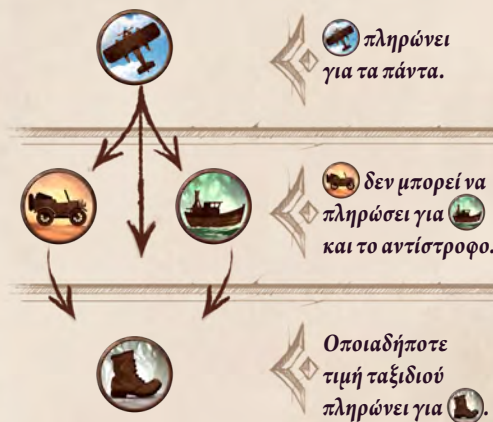 πληρώνει
για τα πάντα.
δεν μπορεί να
πληρώσει για
και το αντίστροφο.
Οποιαδήποτε
τιμή ταξιδιού
πληρώνει για .